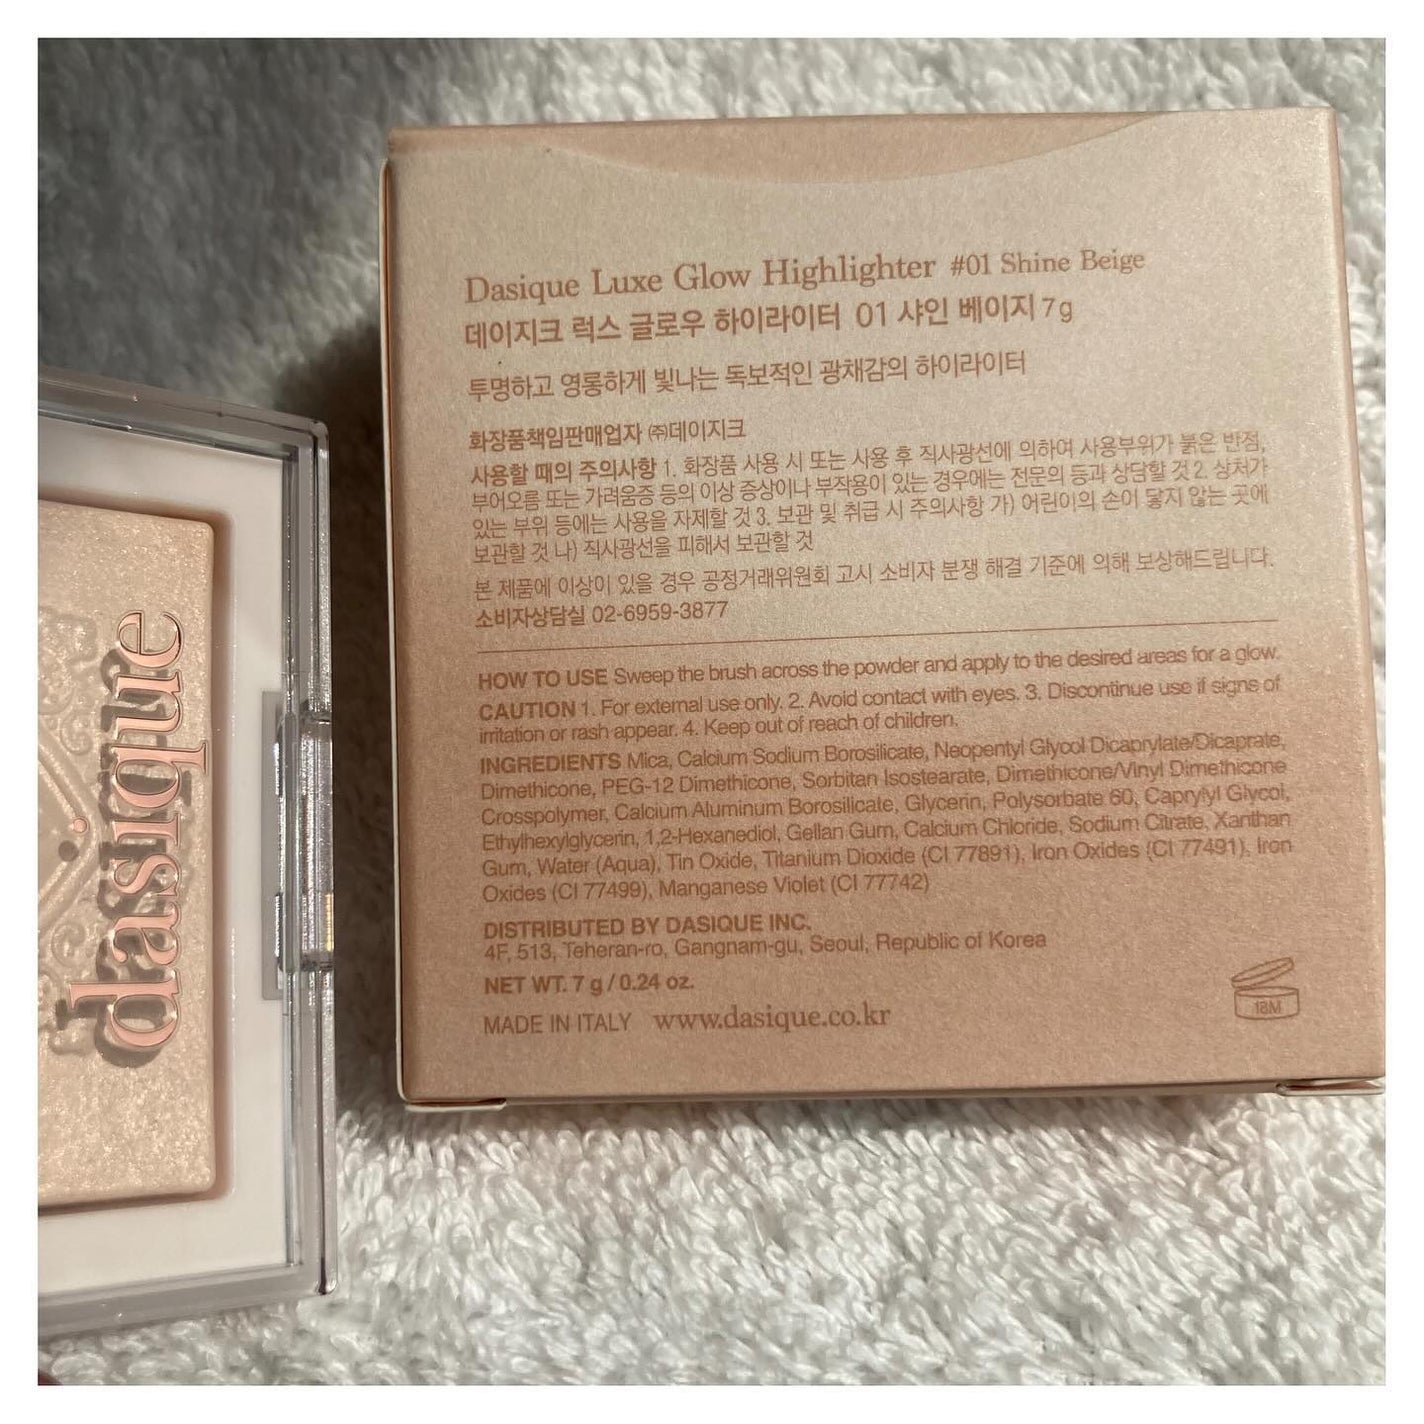 dasique
Dasique Luxe Glow Highlighter #01 Shine Beige
데이지크 럭스 글로우 하이라이터 01 샤인 베이지 7g
투명하고 영롱하게 빛나는 독보적인 광채감의 하이라이터
화장품책임판매업자 ㈜데이지크
사용할 때의 주의사항 1. 화장품 사용 시 또는 사용 후 직사광선에 의하여 사용부위가 붉은 반점,
부어오름 또는 가려움증 등의 이상 증상이나 부작용이 있는 경우에는 전문의 등과 상담할 것 2. 상처가
있는 부위 등에는 사용을 자제할 것 3. 보관 및 취급 시 주의사항 가) 어린이의 손이 닿지 않는 곳에
보관할 것 나) 직사광선을 피해서 보관할 것
본 제품에 이상이 있을 경우 공정거래위원회 고시 소비자 분쟁 해결 기준에 의해 보상해드립니다.
소비자상담실 02-6959-3877
HOW TO USE Sweep the brush across the powder and apply to the desired areas for a glow.
CAUTION 1. For external use only. 2. Avoid contact with eyes. 3. Discontinue use if signs of
irritation or rash appear. 4. Keep out of reach of children.
INGREDIENTS Mica, Calcium Sodium Borosilicate, Neopentyl Glycol Dicaprylate/Dicaprate,
Dimethicone, PEG-12 Dimethicone, Sorbitan Isostearate, Dimethicone/Vinyl Dimethicone
Crosspolymer, Calcium Aluminum Borosilicate, Glycerin, Polysorbate 60, Caprylyl Glycol,
Ethylhexylglycerin, 1,2-Hexanediol, Gellan Gum, Calcium Chloride, Sodium Citrate, Xanthan
Gum, Water (Aqua), Tin Oxide, Titanium Dioxide (CI 77891), Iron Oxides (CI 77491), Iron
Oxides (CI 77499), Manganese Violet (CI 77742)
DISTRIBUTED BY DASIQUE INC.
4F, 513, Teheran-ro, Gangnam-gu, Seoul, Republic of Korea
NET WT. 7 g / 0.24 oz.
MADE IN ITALY www.dasique.co.kr
18M